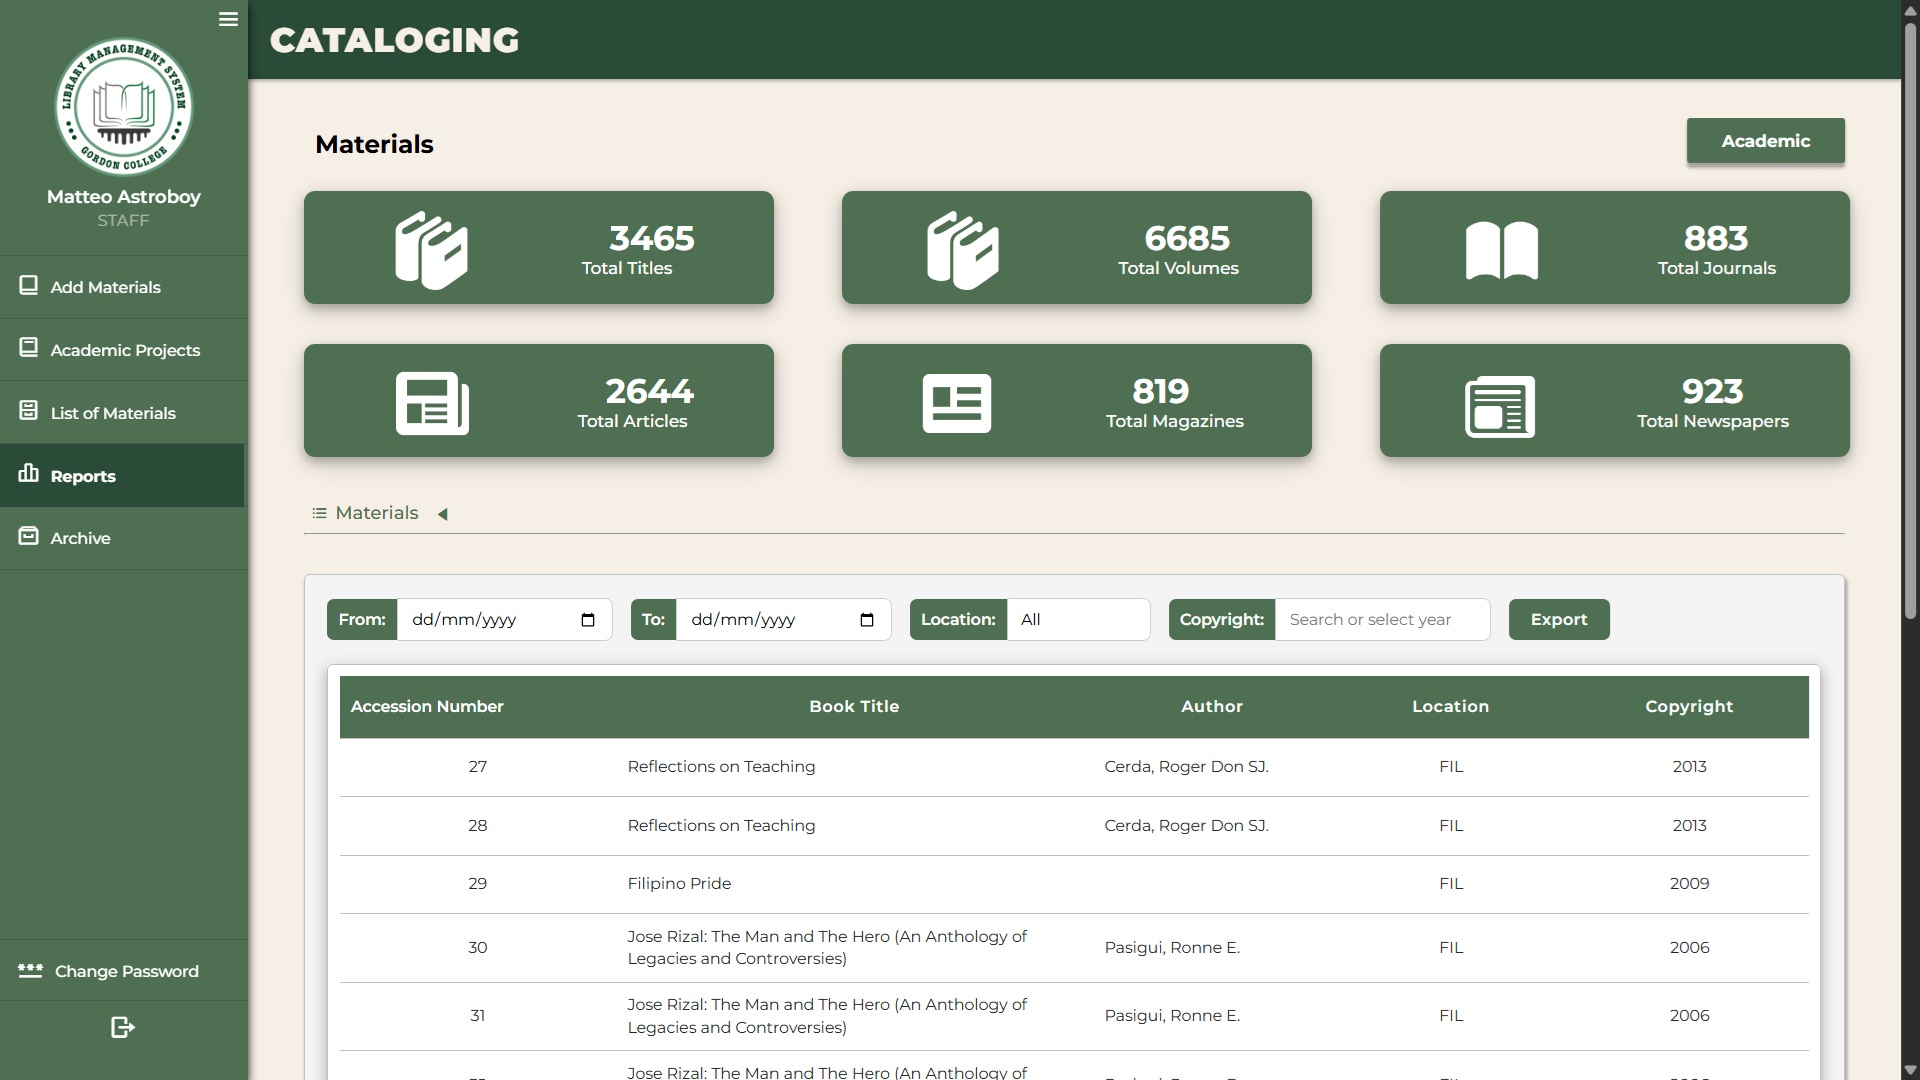 LIBRARY MANAGEMENT SYSTEM
GORDON COLLEGE
Matteo Astroboy
STAFF
Add Materials
Academic Projects
List of Materials
Reports
Archive
Change Password
CATALOGING
Materials
Academic
3465
Total Titles
6685
Total Volumes
883
Total Journals
2644
Total Articles
819
Total Magazines
923
Total Newspapers
Materials
From: dd/mm/yyyy To: dd/mm/yyyy Location: All Copyright: Search or select year Export
Accession Number Book Title Author Location Copyright
27 Reflections on Teaching Cerda, Roger Don SJ. FIL 2013
28 Reflections on Teaching Cerda, Roger Don SJ. FIL 2013
29 Filipino Pride FIL 2009
30 Jose Rizal: The Man and The Hero (An Anthology of
Legacies and Controversies) Pasigui, Ronne E. FIL 2006
31 Jose Rizal: The Man and The Hero (An Anthology of
Legacies and Controversies) Pasigui, Ronne E. FIL 2006
Jose Rizal: The Man and The Hero (An Anthology of